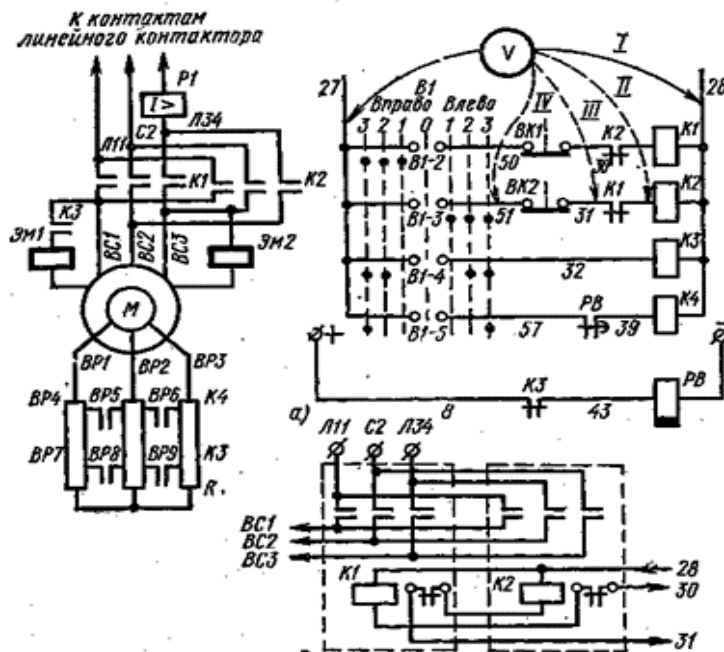 К контактам
линейного контактора
Р1
I>
Л34
С2
Л11
К1
К2
К3
ЭМ1
ВС1
ВС2
ВС3
ЭМ2
М
ВР1
ВР2
ВР3
ВР4
ВР5
ВР6
К4
ВР7
ВР8
ВР9
К3
R
V
I
II
III
IV
27
28
В1
Вправо
Влево
3 2 1 0 1 2 3
В1-2
50
ВК1
К2
К1
В1-3
51
ВК2
31
К1
К2
В1-4
32
К3
В1-5
57
РВ
39
К4
+
-
а)
8
К3
43
РВ
Л11
С2
Л34
ВС1
ВС2
ВС3
К1
К2
28
30
31